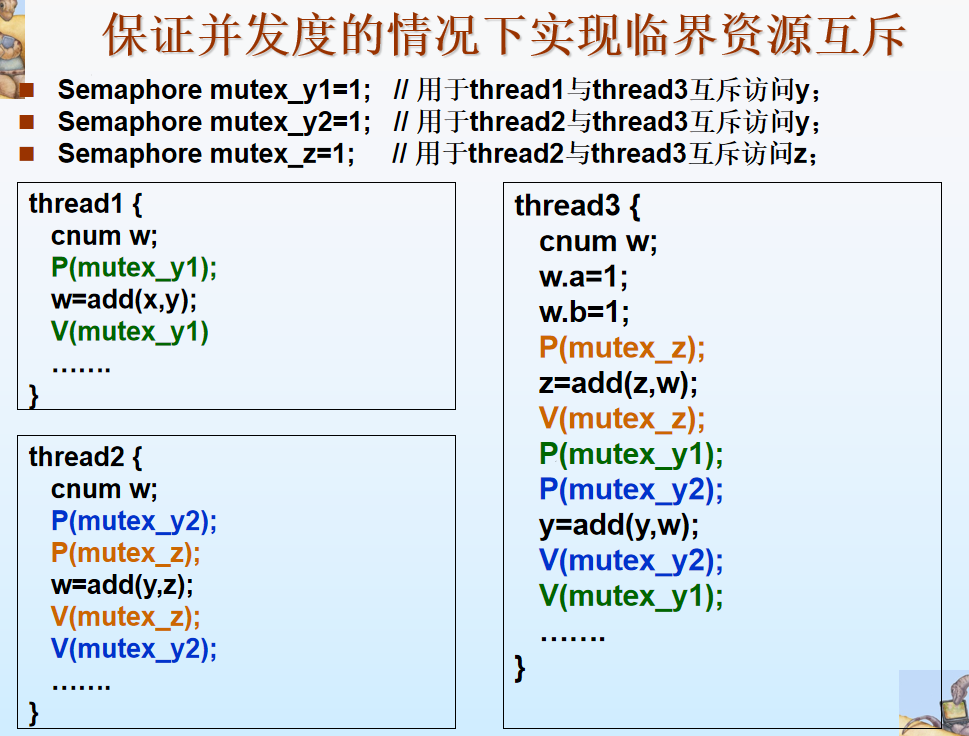 保证并发度的情况下实现临界资源互斥
Semaphore mutex_y1=1; // 用于thread1与thread3互斥访问y;
Semaphore mutex_y2=1; // 用于thread2与thread3互斥访问y;
Semaphore mutex_z=1; // 用于thread2与thread3互斥访问z;
thread1 {
cnum w;
P(mutex_y1);
w=add(x,y);
V(mutex_y1)
…….
}
thread2 {
cnum w;
P(mutex_y2);
P(mutex_z);
w=add(y,z);
V(mutex_z);
V(mutex_y2);
…….
}
thread3 {
cnum w;
w.a=1;
w.b=1;
P(mutex_z);
z=add(z,w);
V(mutex_z);
P(mutex_y1);
P(mutex_y2);
y=add(y,w);
V(mutex_y2);
V(mutex_y1);
…….
}